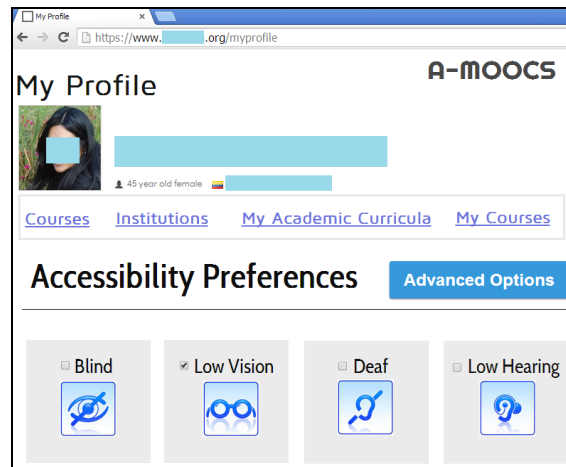 My Profile
https://www. .org/myprofile
A-MOOCS
My Profile
45 year old female
Courses Institutions My Academic Curricula My Courses
Accessibility Preferences Advanced Options
Blind Low Vision Deaf Low Hearing